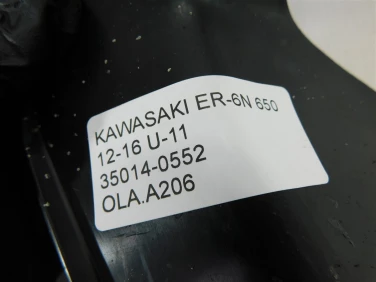 KAWASAKI ER-6N 650
12-16 U-11
35014-0552
OLA.A206